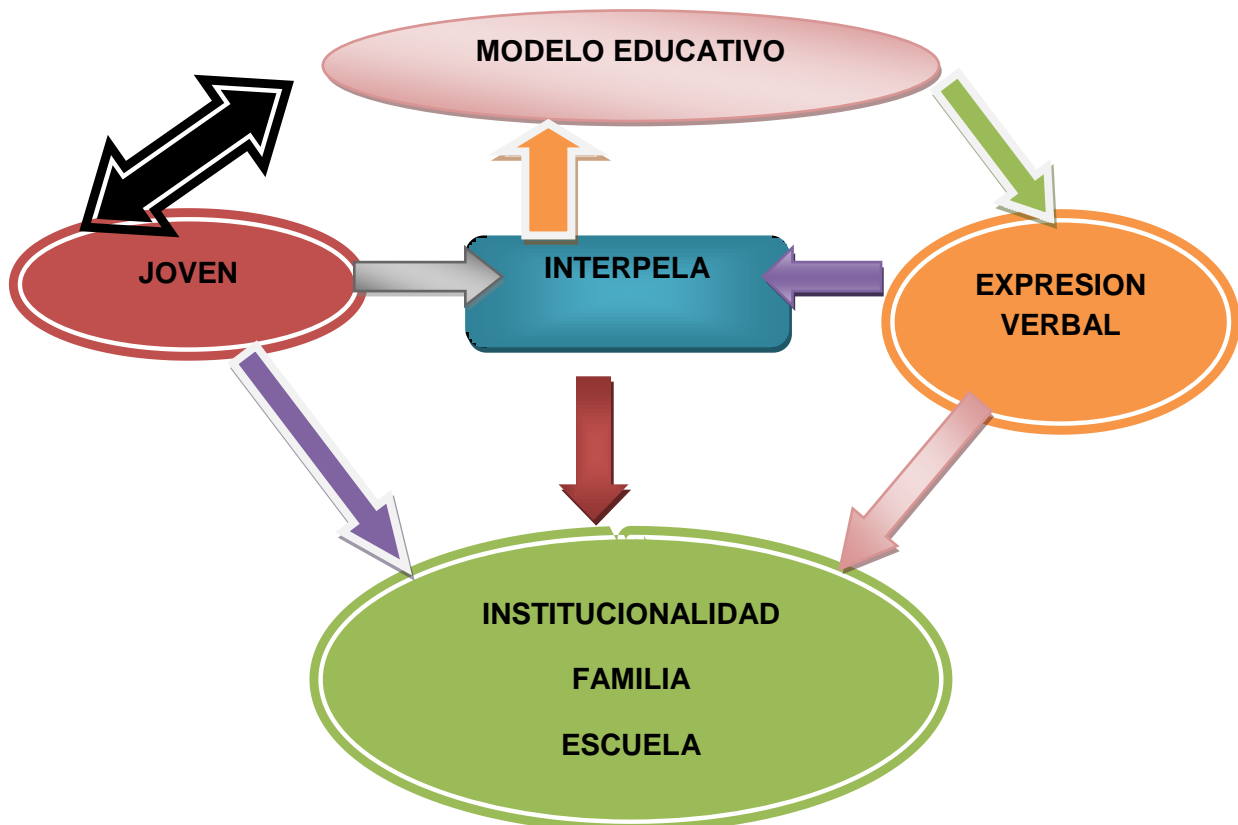 MODELO EDUCATIVO
JOVEN
INTERPELA
EXPRESION
VERBAL
INSTITUCIONALIDAD
FAMILIA
ESCUELA